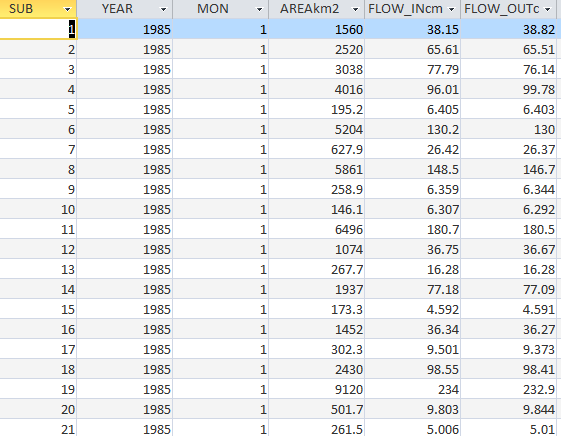 SUB YEAR MON AREAkm2 FLOW_INcm FLOW_OUTc
1 1985 1 1560 38.15 38.82
2 1985 1 2520 65.61 65.51
3 1985 1 3038 77.79 76.14
4 1985 1 4016 96.01 99.78
5 1985 1 195.2 6.405 6.403
6 1985 1 5204 130.2 130
7 1985 1 627.9 26.42 26.37
8 1985 1 5861 148.5 146.7
9 1985 1 258.9 6.359 6.344
10 1985 1 146.1 6.307 6.292
11 1985 1 6496 180.7 180.5
12 1985 1 1074 36.75 36.67
13 1985 1 267.7 16.28 16.28
14 1985 1 1937 77.18 77.09
15 1985 1 173.3 4.592 4.591
16 1985 1 1452 36.34 36.27
17 1985 1 302.3 9.501 9.373
18 1985 1 2430 98.55 98.41
19 1985 1 9120 234 232.9
20 1985 1 501.7 9.803 9.844
21 1985 1 261.5 5.006 5.01